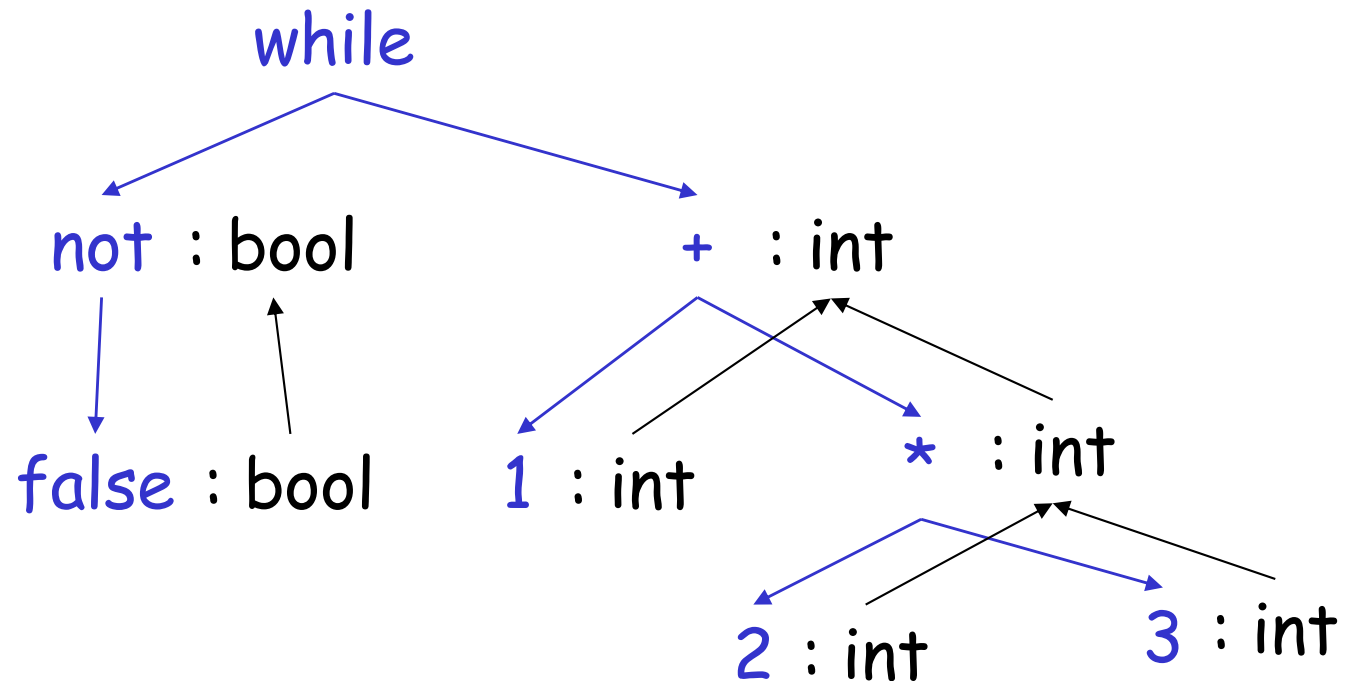 while
not : bool + : int
false : bool 1 : int * : int
2 : int 3 : int